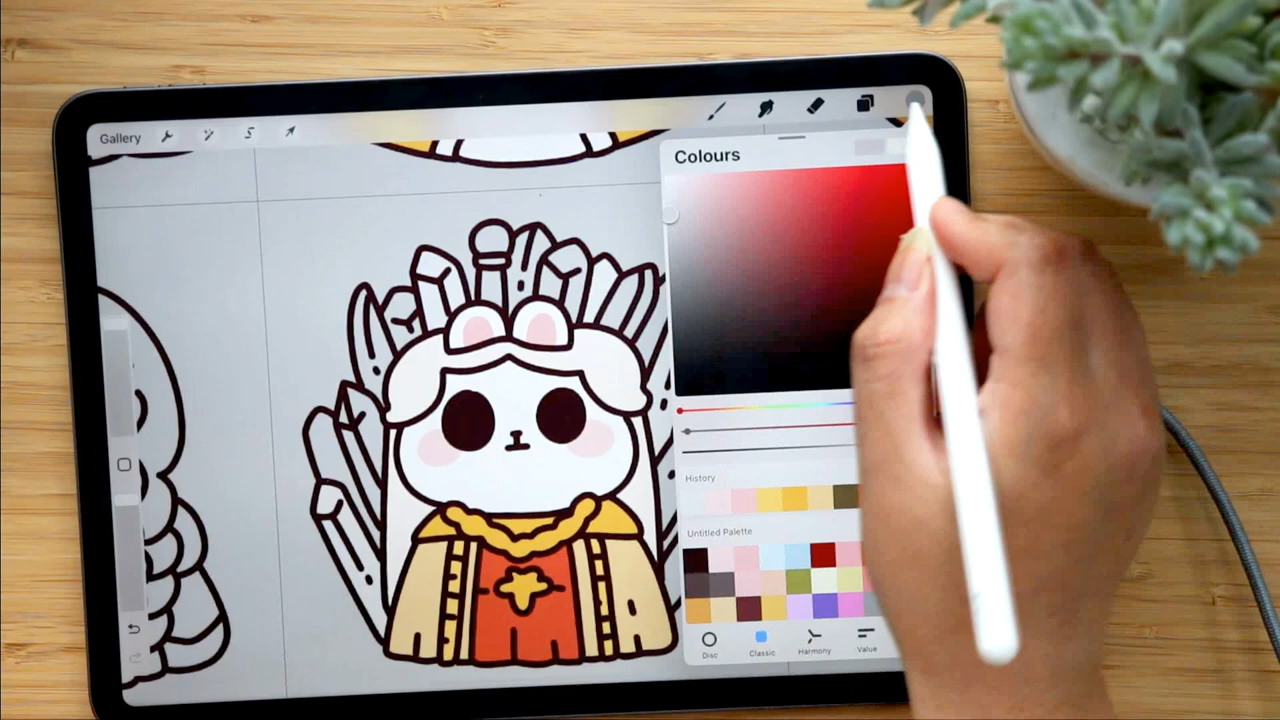 Gallery
Colours
History
Untitled Palette
Disc
Classic
Harmony
Value